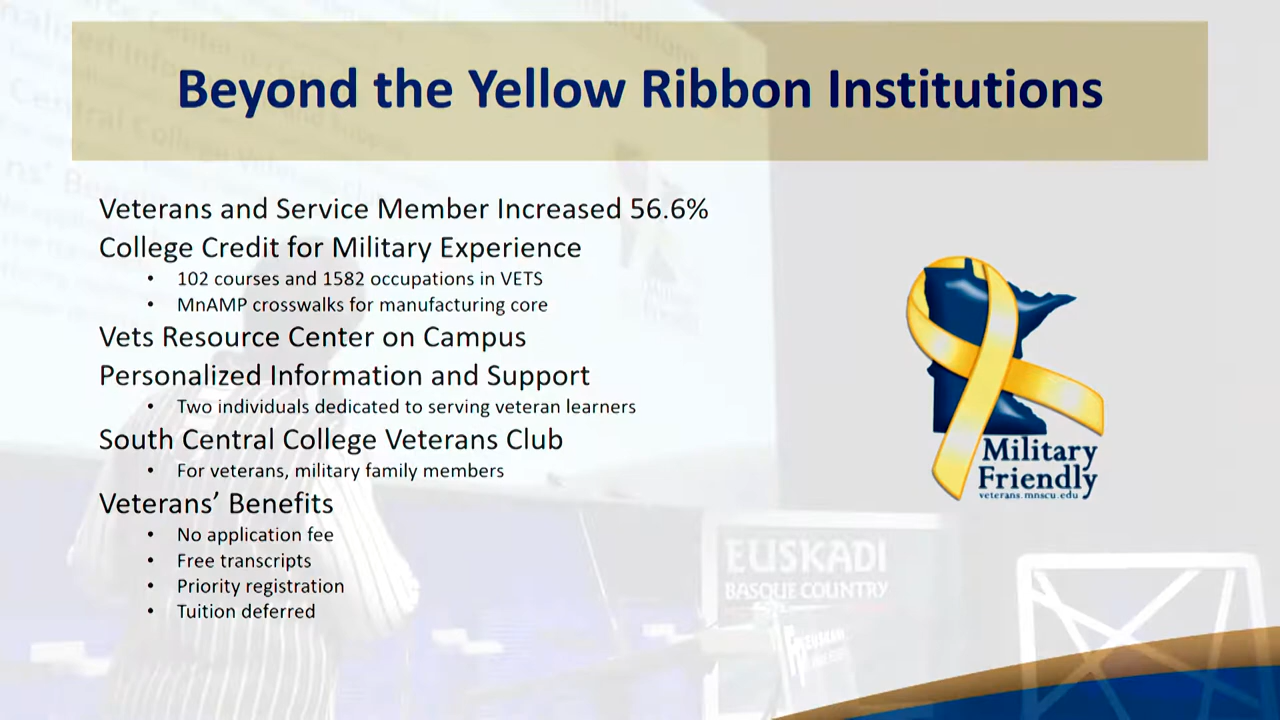 Beyond the Yellow Ribbon Institutions
Veterans and Service Member Increased 56.6%
College Credit for Military Experience
• 102 courses and 1582 occupations in VETS
• MnAMP crosswalks for manufacturing core
Vets Resource Center on Campus
Personalized Information and Support
• Two individuals dedicated to serving veteran learners
South Central College Veterans Club
• For veterans, military family members
Veterans’ Benefits
• No application fee
• Free transcripts
• Priority registration
• Tuition deferred
Military
Friendly
veterans.mnscu.edu
EUSKADI
BASQUE COUNTRY